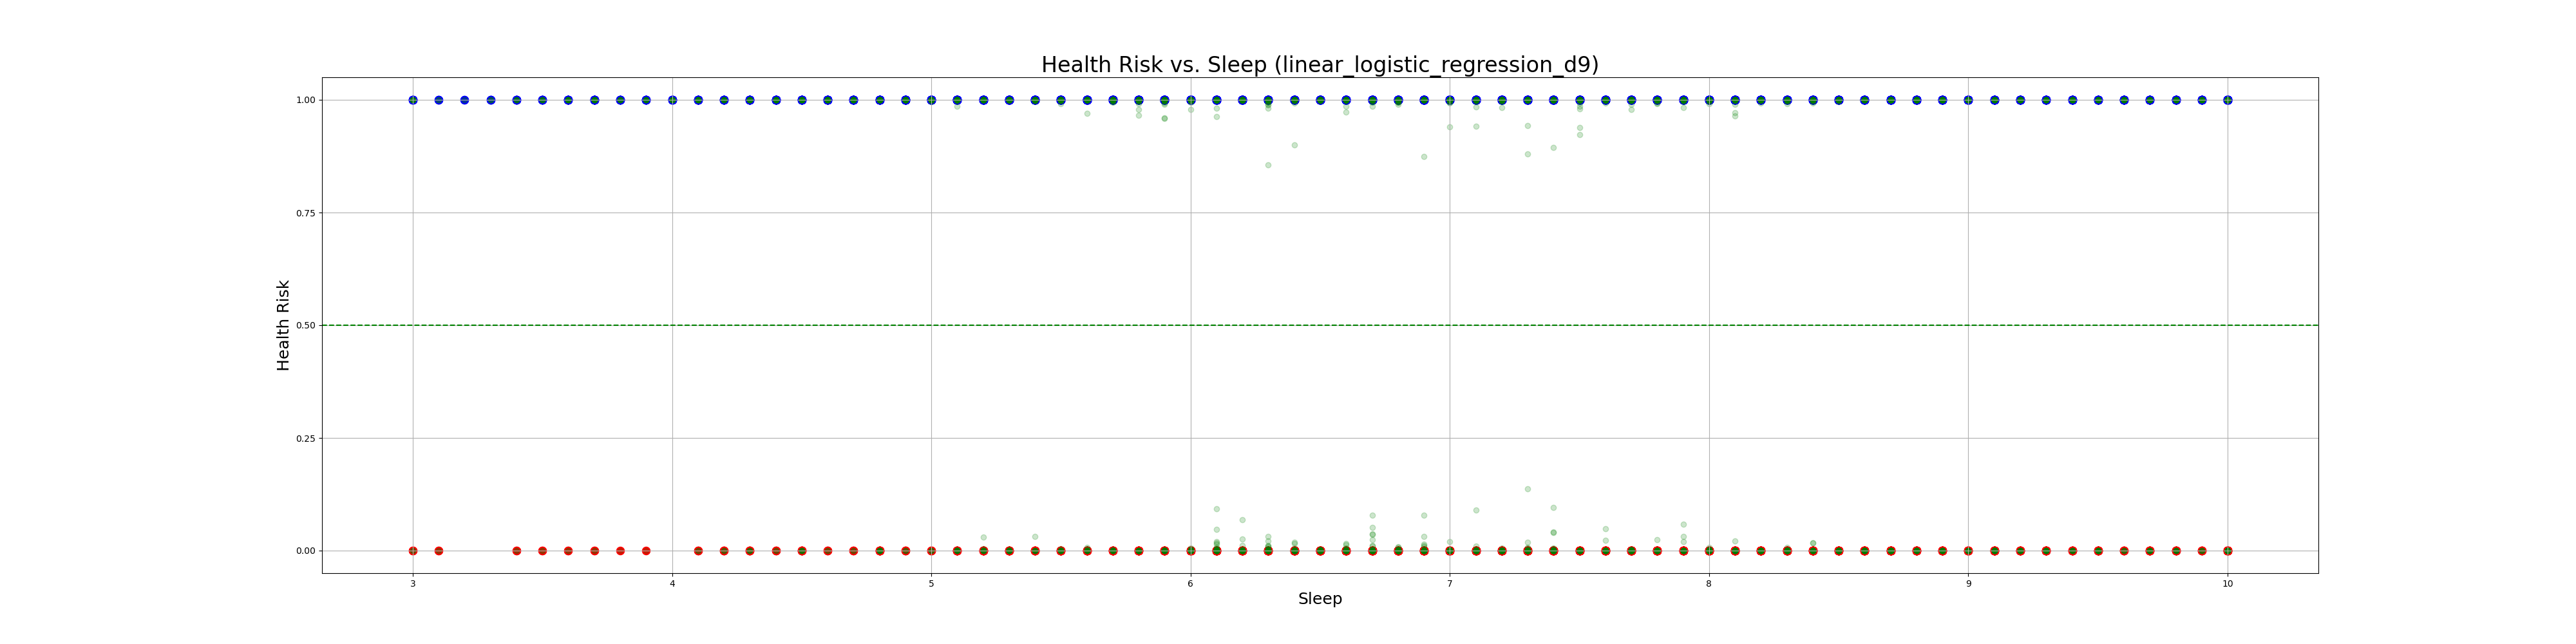 Health Risk vs. Sleep (linear_logistic_regression_d9)
1.00
0.75
0.50
0.25
0.00
Health Risk
3 4 5 6 7 8 9 10
Sleep